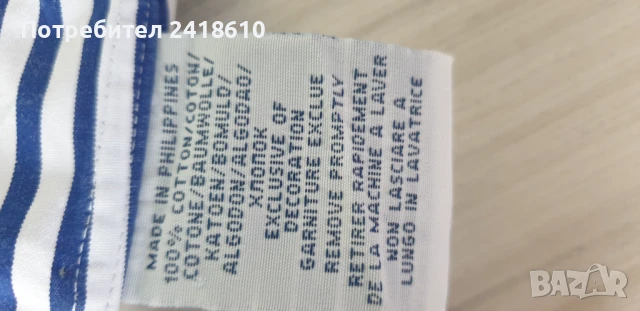 Потребител 2418610
MADE IN PHILIPPINES
100% COTTON/COTON/
COTONE/BAUMWOLLE/
KATOEN/BOMULD/
ALGODON/ALGODAO/
ХЛОПОК
EXCLUSIVE OF
DECORATION
GARNITURE EXCLUE
REMOVE PROMPTLY
RETIRER RAPIDEMENT
DE LA MACHINE A LAVER
NON LASCIARE A
LUNGO IN LAVATRICE
BAZAR
bg